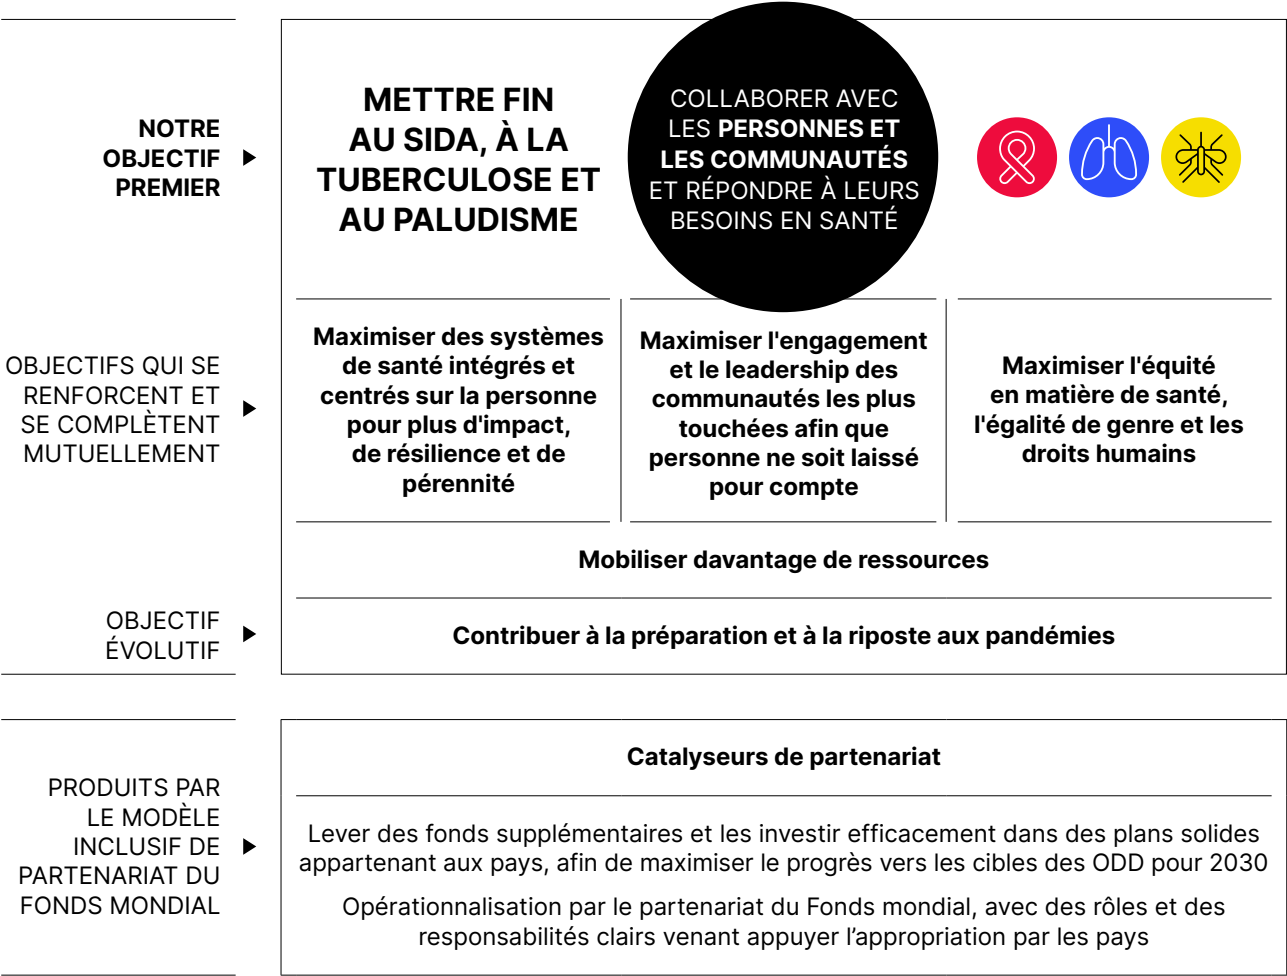 NOTRE
OBJECTIF
PREMIER
METTRE FIN
AU SIDA, À LA
TUBERCULOSE ET
AU PALUDISME
COLLABORER AVEC
LES PERSONNES ET
LES COMMUNAUTÉS
ET RÉPONDRE À LEURS
BESOINS EN SANTÉ
OBJECTIFS QUI SE
RENFORCENT ET
SE COMPLÈTENT
MUTUELLEMENT
Maximiser des systèmes
de santé intégrés et
centrés sur la personne
pour plus d'impact,
de résilience et de
pérennité
Maximiser l'engagement
et le leadership des
communautés les plus
touchées afin que
personne ne soit laissé
pour compte
Maximiser l'équité
en matière de santé,
l'égalité de genre et les
droits humains
Mobiliser davantage de ressources
OBJECTIF
ÉVOLUTIF
Contribuer à la préparation et à la riposte aux pandémies
PRODUITS PAR
LE MODÈLE
INCLUSIF DE
PARTENARIAT DU
FONDS MONDIAL
Catalyseurs de partenariat
Lever des fonds supplémentaires et les investir efficacement dans des plans solides
appartenant aux pays, afin de maximiser le progrès vers les cibles des ODD pour 2030
Opérationnalisation par le partenariat du Fonds mondial, avec des rôles et des
responsabilités clairs venant appuyer l’appropriation par les pays